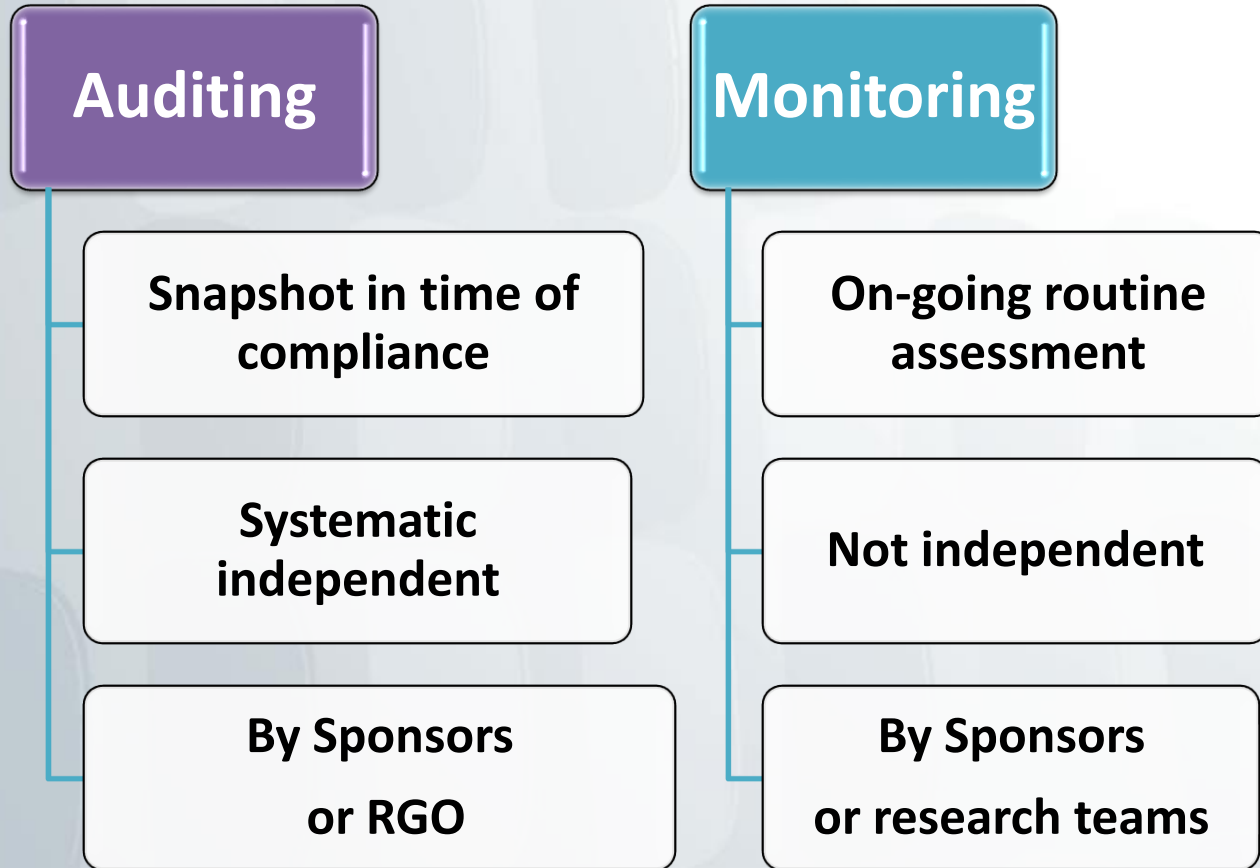 Auditing
Snapshot in time of
compliance
Systematic
independent
By Sponsors
or RGO
Monitoring
On-going routine
assessment
Not independent
By Sponsors
or research teams